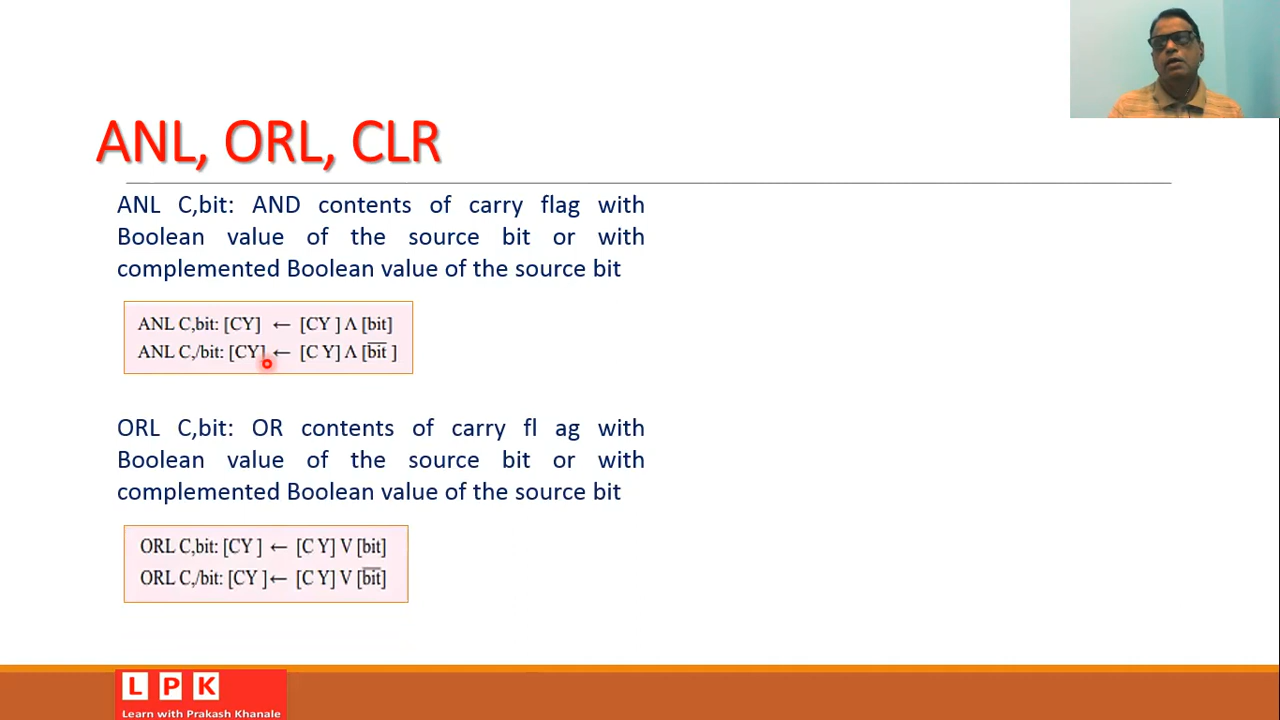 ANL, ORL, CLR
ANL C,bit: AND contents of carry flag with
Boolean value of the source bit or with
complemented Boolean value of the source bit
ANL C,bit: [CY] ← [CY ] Λ [bit]
ANL C,/bit: [CY] ← [C Y] Λ [b̅i̅t̅ ]
ORL C,bit: OR contents of carry fl ag with
Boolean value of the source bit or with
complemented Boolean value of the source bit
ORL C,bit: [CY ] ← [C Y] V [bit]
ORL C,/bit: [CY ]← [C Y] V [b̅i̅t̅]
L P K
Learn with Prakash Khanale